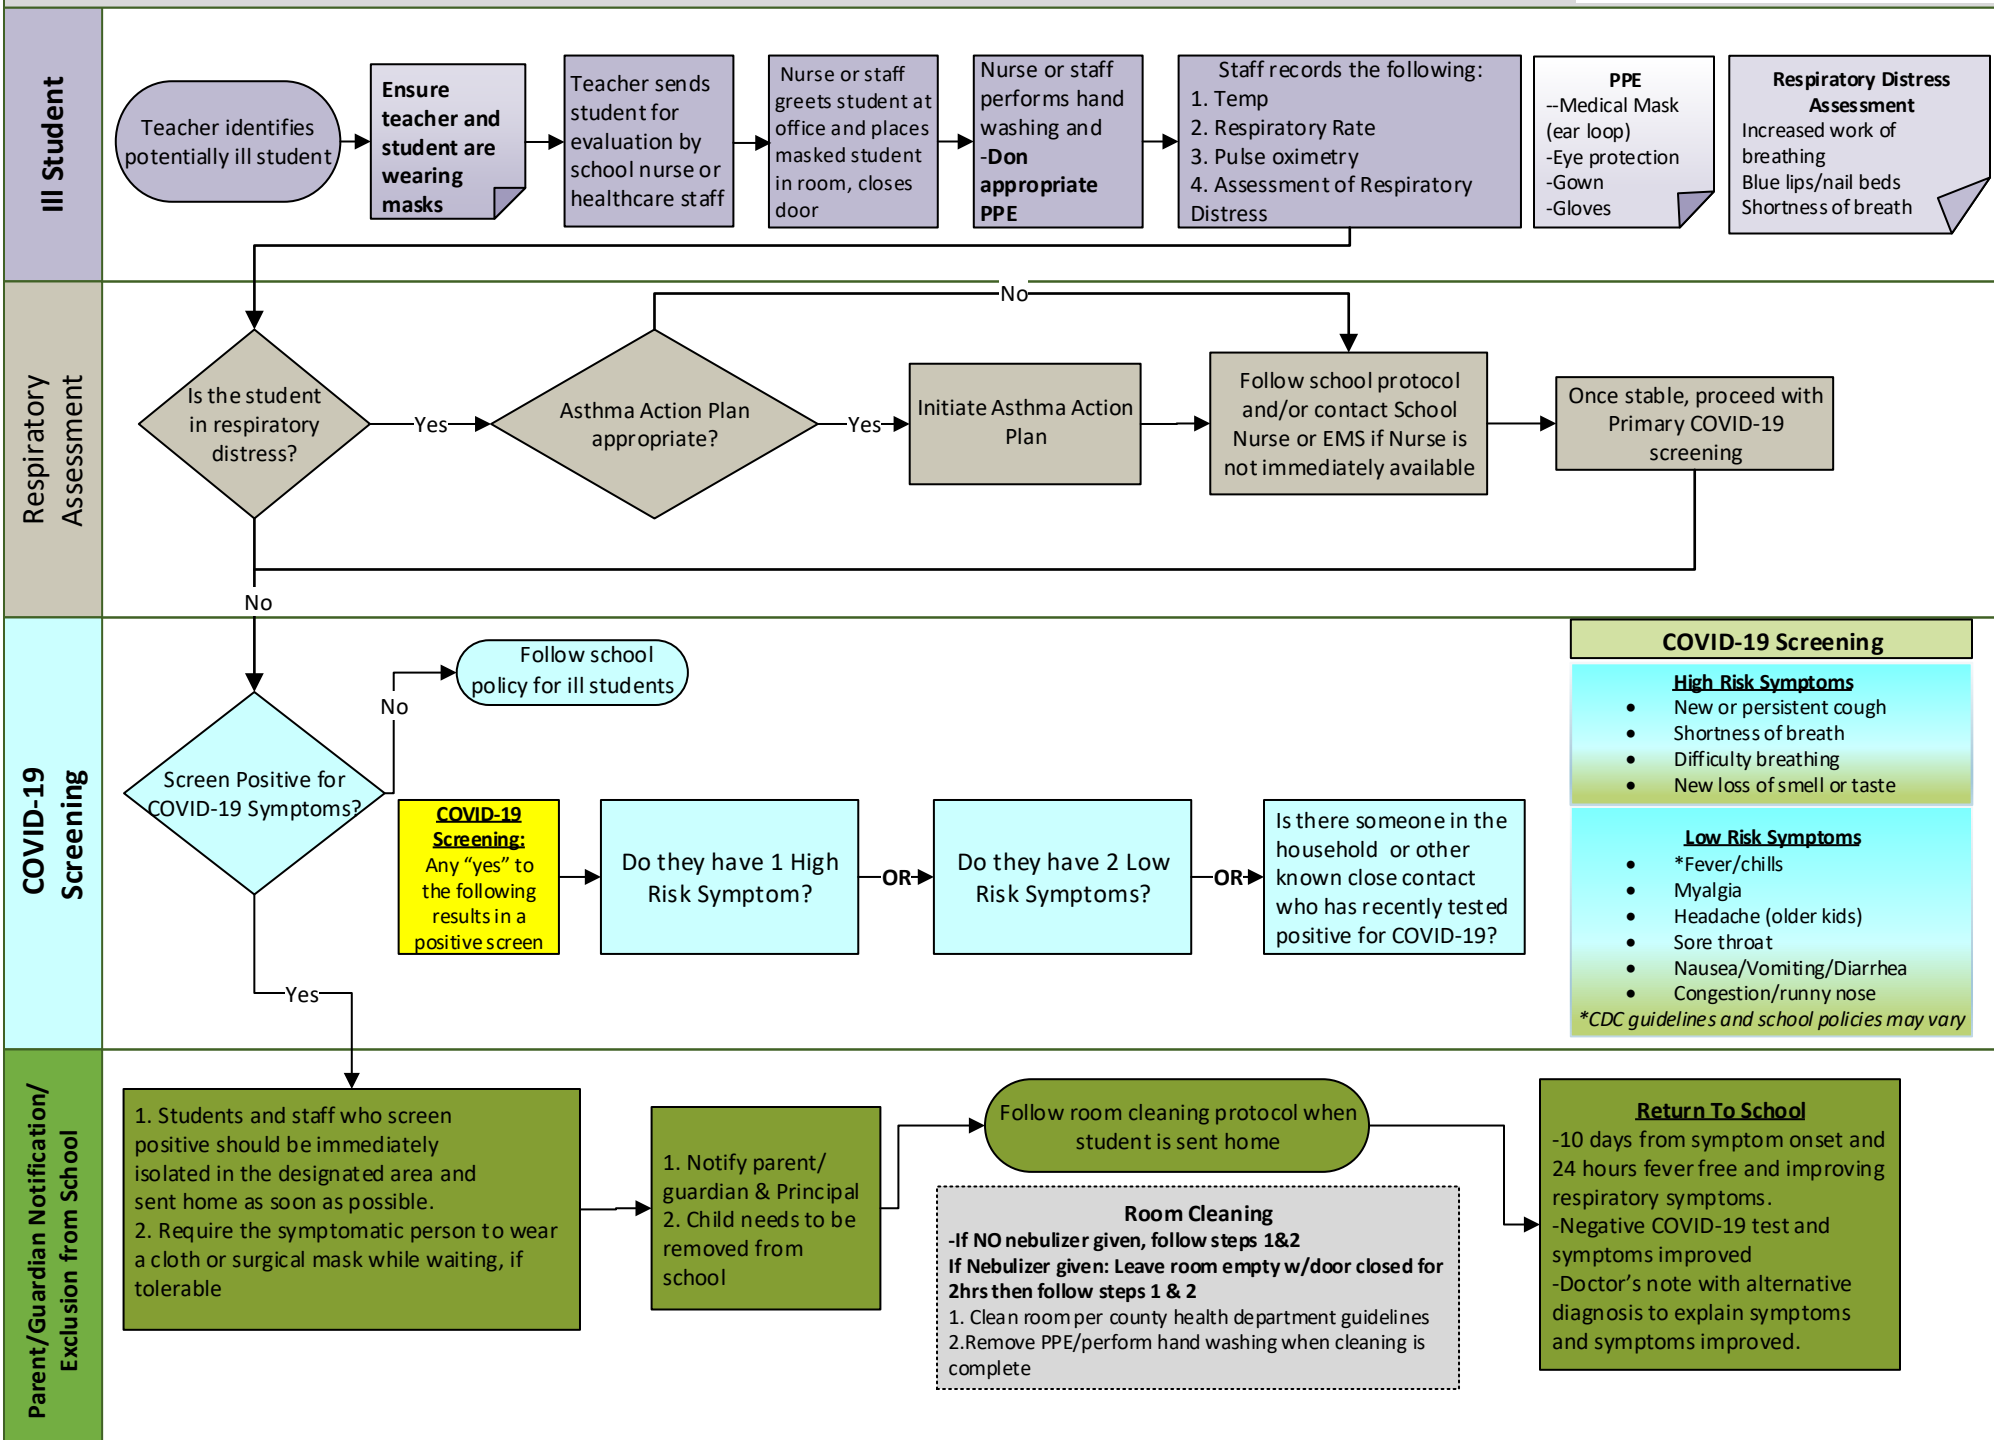 Ill Student
Teacher identifies
potentially ill student
Ensure
teacher and
student are
wearing
masks
Teacher sends
student for
evaluation by
school nurse or
healthcare staff
Nurse or staff
greets student at
office and places
masked student
in room, closes
door
Nurse or staff
performs hand
washing and
-Don
appropriate
PPE
Staff records the following:
1. Temp
2. Respiratory Rate
3. Pulse oximetry
4. Assessment of Respiratory
Distress
PPE
--Medical Mask
(ear loop)
-Eye protection
-Gown
-Gloves
Respiratory Distress
Assessment
Increased work of
breathing
Blue lips/nail beds
Shortness of breath
Respiratory
Assessment
Is the student
in respiratory
distress?
Yes
Asthma Action Plan
appropriate?
No
Yes
Initiate Asthma Action
Plan
Follow school protocol
and/or contact School
Nurse or EMS if Nurse is
not immediately available
Once stable, proceed with
Primary COVID-19
screening
No
COVID-19
Screening
Screen Positive for
COVID-19 Symptoms?
No
Follow school
policy for ill students
Yes
COVID-19
Screening:
Any “yes” to
the following
results in a
positive screen
Do they have 1 High
Risk Symptom?
OR
Do they have 2 Low
Risk Symptoms?
OR
Is there someone in the
household or other
known close contact
who has recently tested
positive for COVID-19?
COVID-19 Screening
High Risk Symptoms
• New or persistent cough
• Shortness of breath
• Difficulty breathing
• New loss of smell or taste
Low Risk Symptoms
• *Fever/chills
• Myalgia
• Headache (older kids)
• Sore throat
• Nausea/Vomiting/Diarrhea
• Congestion/runny nose
*CDC guidelines and school policies may vary
Parent/Guardian Notification/
Exclusion from School
1. Students and staff who screen
positive should be immediately
isolated in the designated area and
sent home as soon as possible.
2. Require the symptomatic person to wear
a cloth or surgical mask while waiting, if
tolerable
1. Notify parent/
guardian & Principal
2. Child needs to be
removed from
school
Follow room cleaning protocol when
student is sent home
Room Cleaning
-If NO nebulizer given, follow steps 1&2
If Nebulizer given: Leave room empty w/door closed for
2hrs then follow steps 1 & 2
1. Clean room per county health department guidelines
2.Remove PPE/perform hand washing when cleaning is
complete
Return To School
-10 days from symptom onset and
24 hours fever free and improving
respiratory symptoms.
-Negative COVID-19 test and
symptoms improved
-Doctor’s note with alternative
diagnosis to explain symptoms
and symptoms improved.